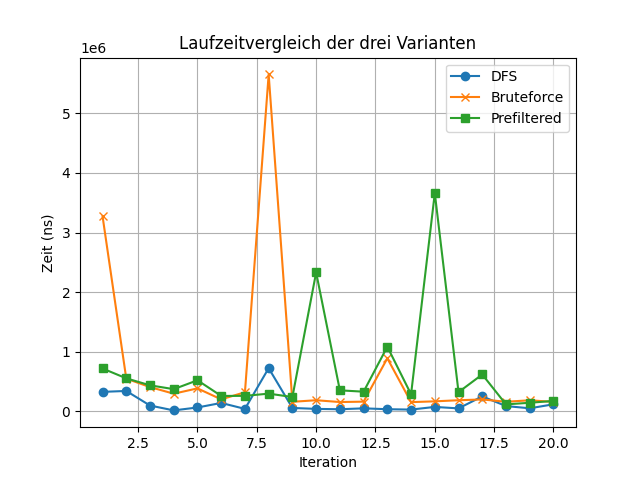 Laufzeitvergleich der drei Varianten
1e6
DFS
Bruteforce
Prefiltered
Zeit (ns)
5
4
3
2
1
0
2.5 5.0 7.5 10.0 12.5 15.0 17.5 20.0
Iteration